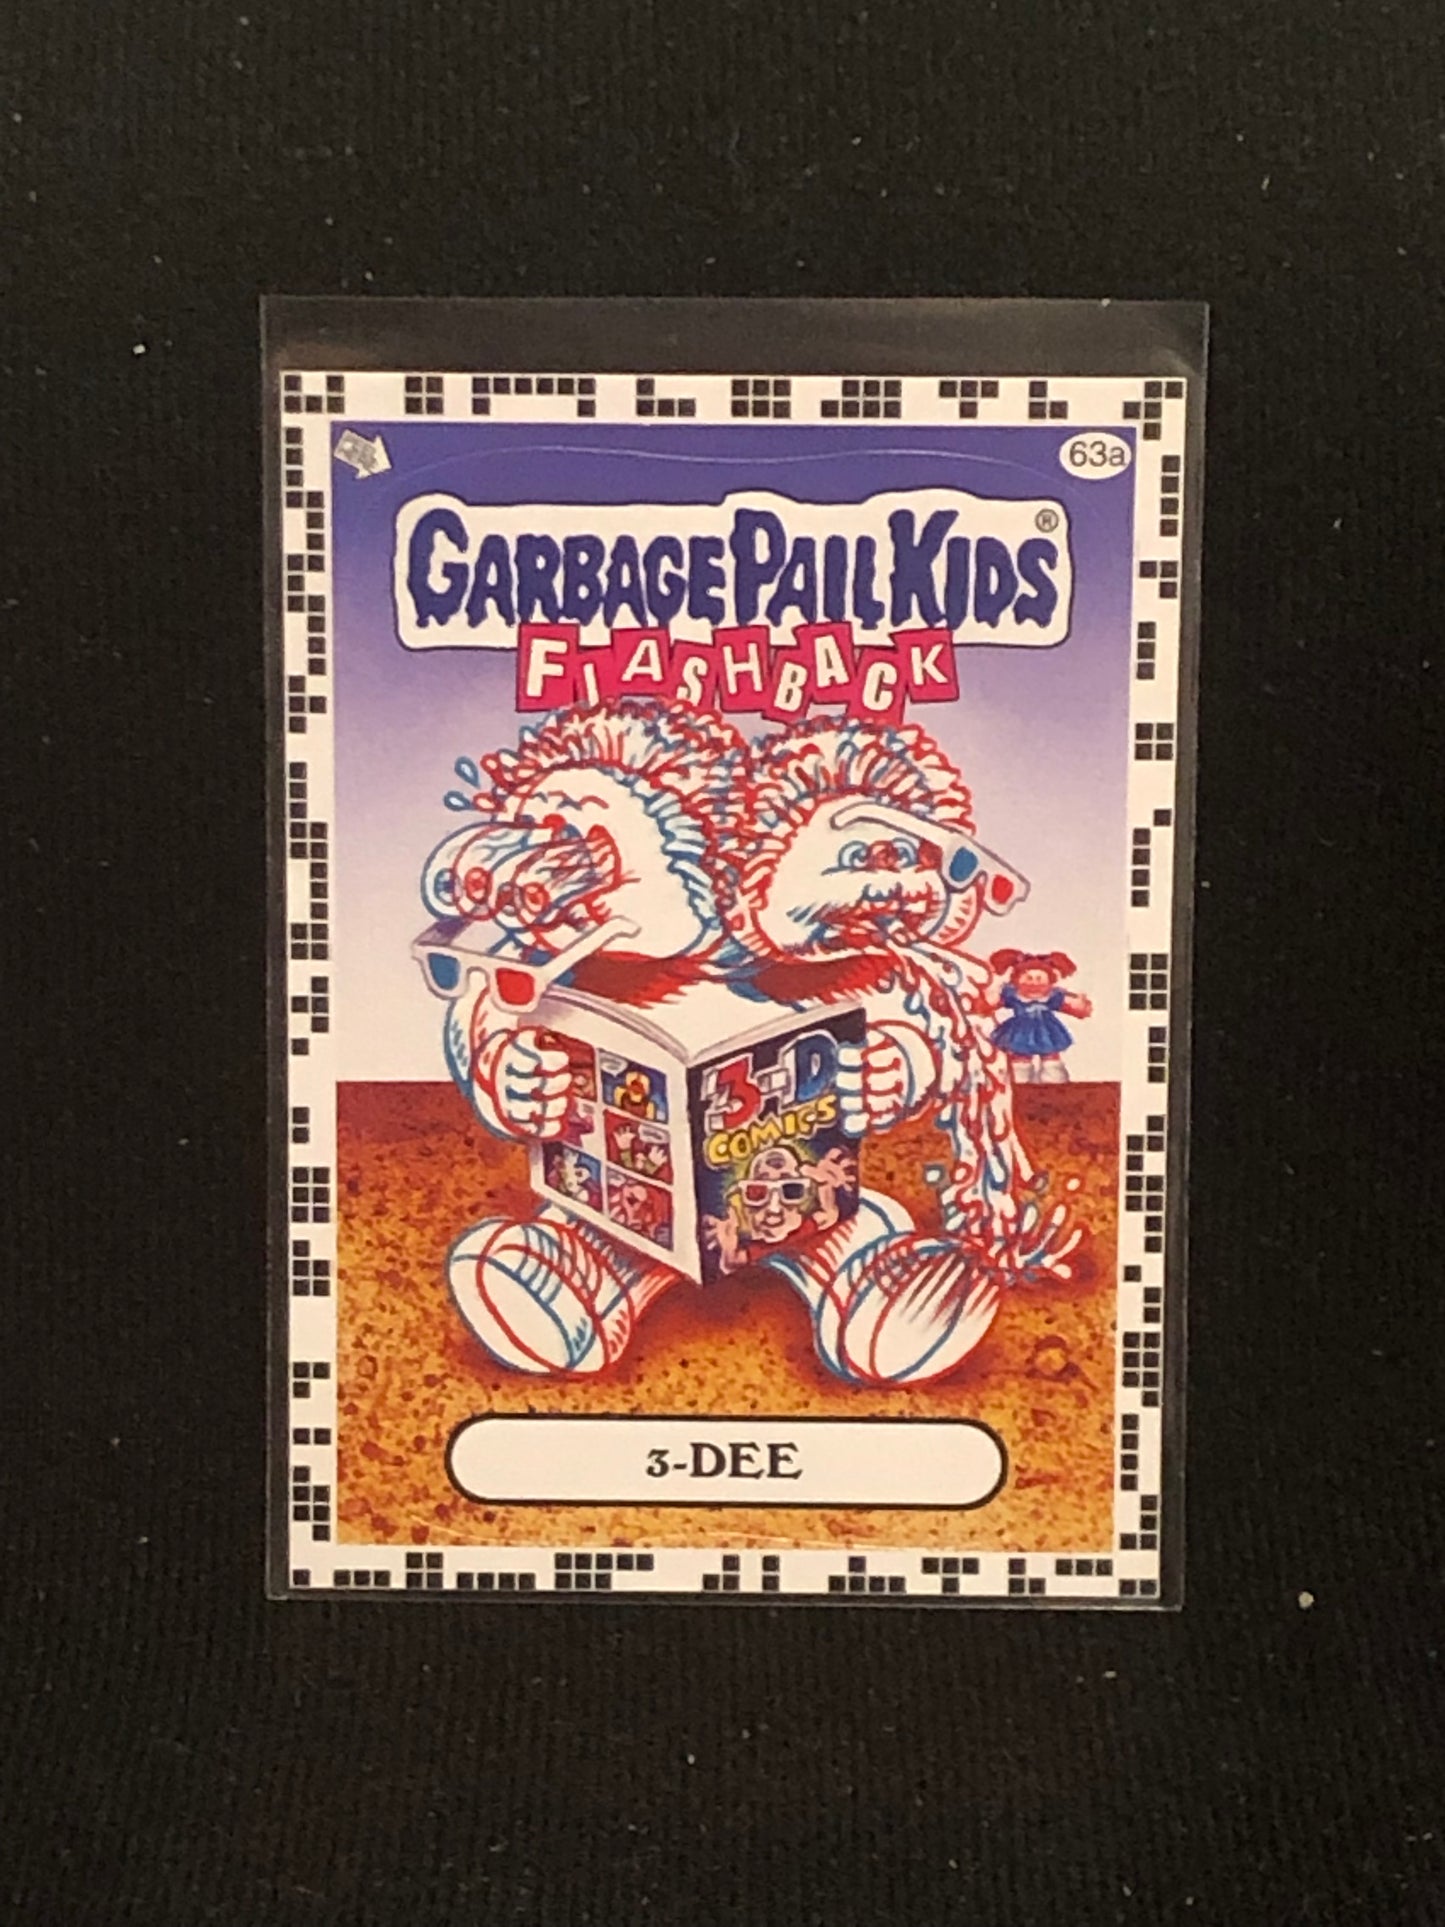 63a
GARBAGE PAIL KIDS®
FLASHBACK
3-D
COMICS
3-DEE